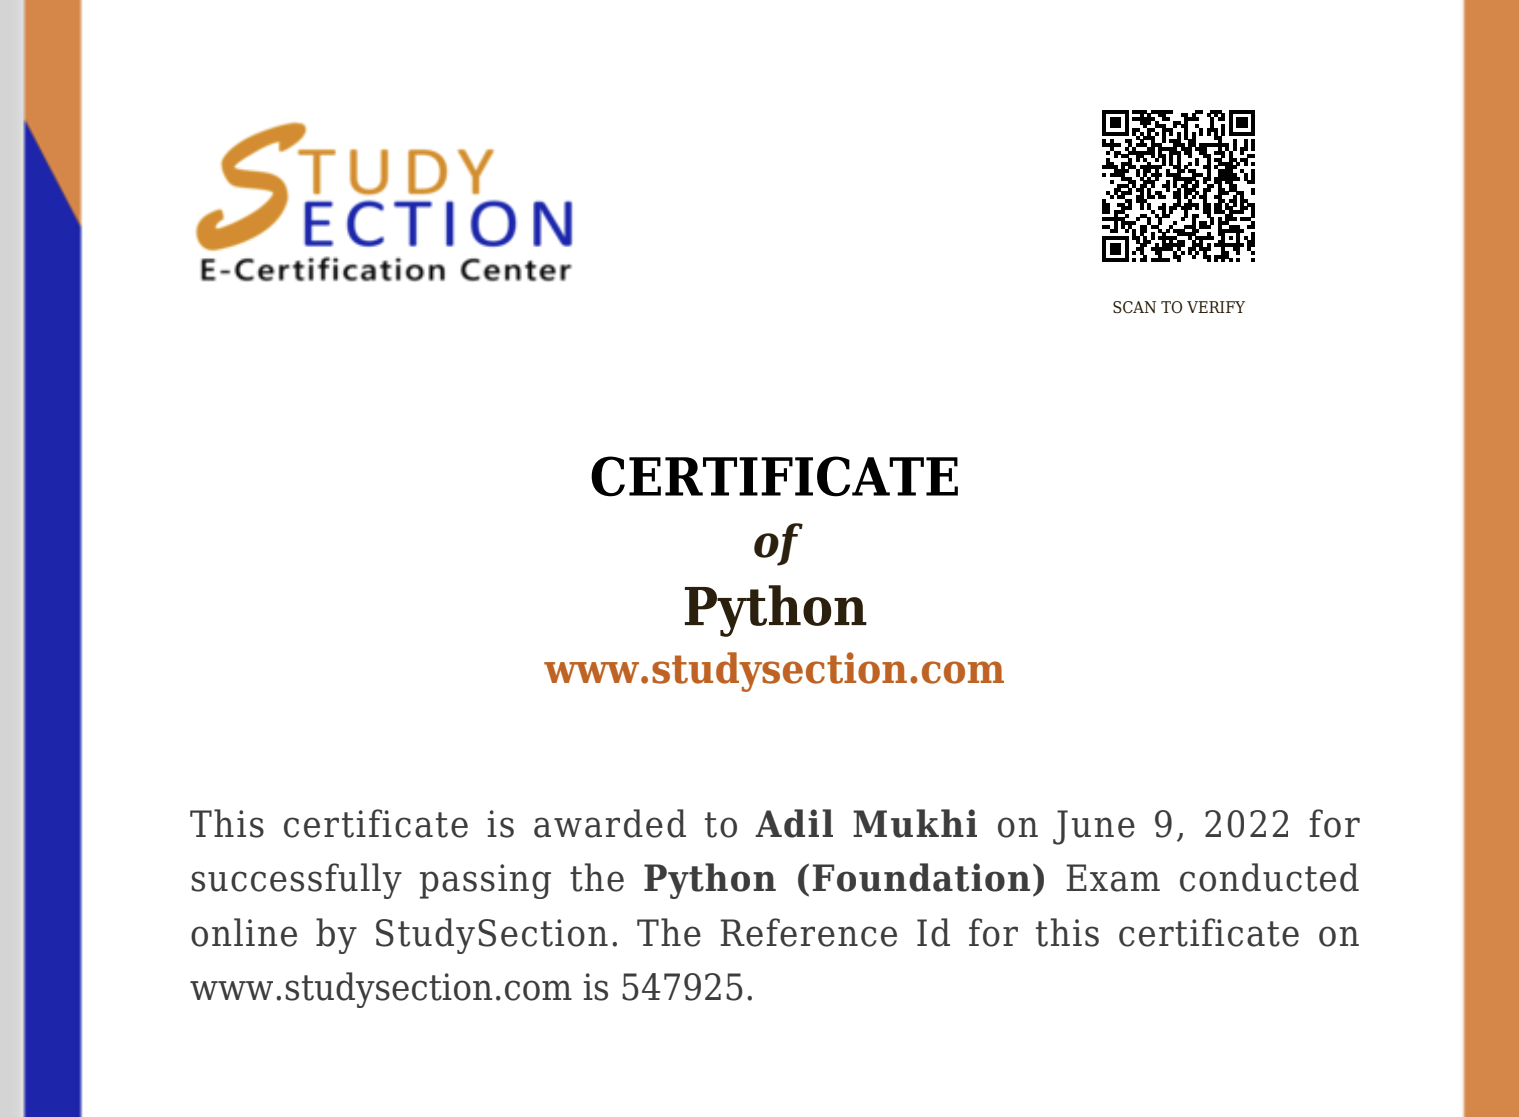 STUDY
SECTION
E-Certification Center
SCAN TO VERIFY
CERTIFICATE
of
Python
www.studysection.com
This certificate is awarded to Adil Mukhi on June 9, 2022 for
successfully passing the Python (Foundation) Exam conducted
online by StudySection. The Reference Id for this certificate on
www.studysection.com is 547925.